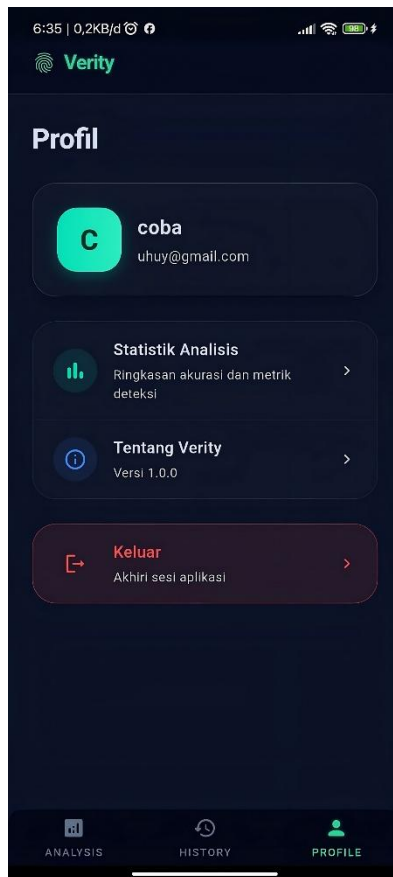 6:35 | 0,2KB/d
98
Verity
Profil
C
coba
uhuy@gmail.com
Statistik Analisis
Ringkasan akurasi dan metrik
deteksi
Tentang Verity
Versi 1.0.0
Keluar
Akhiri sesi aplikasi
ANALYSIS
HISTORY
PROFILE